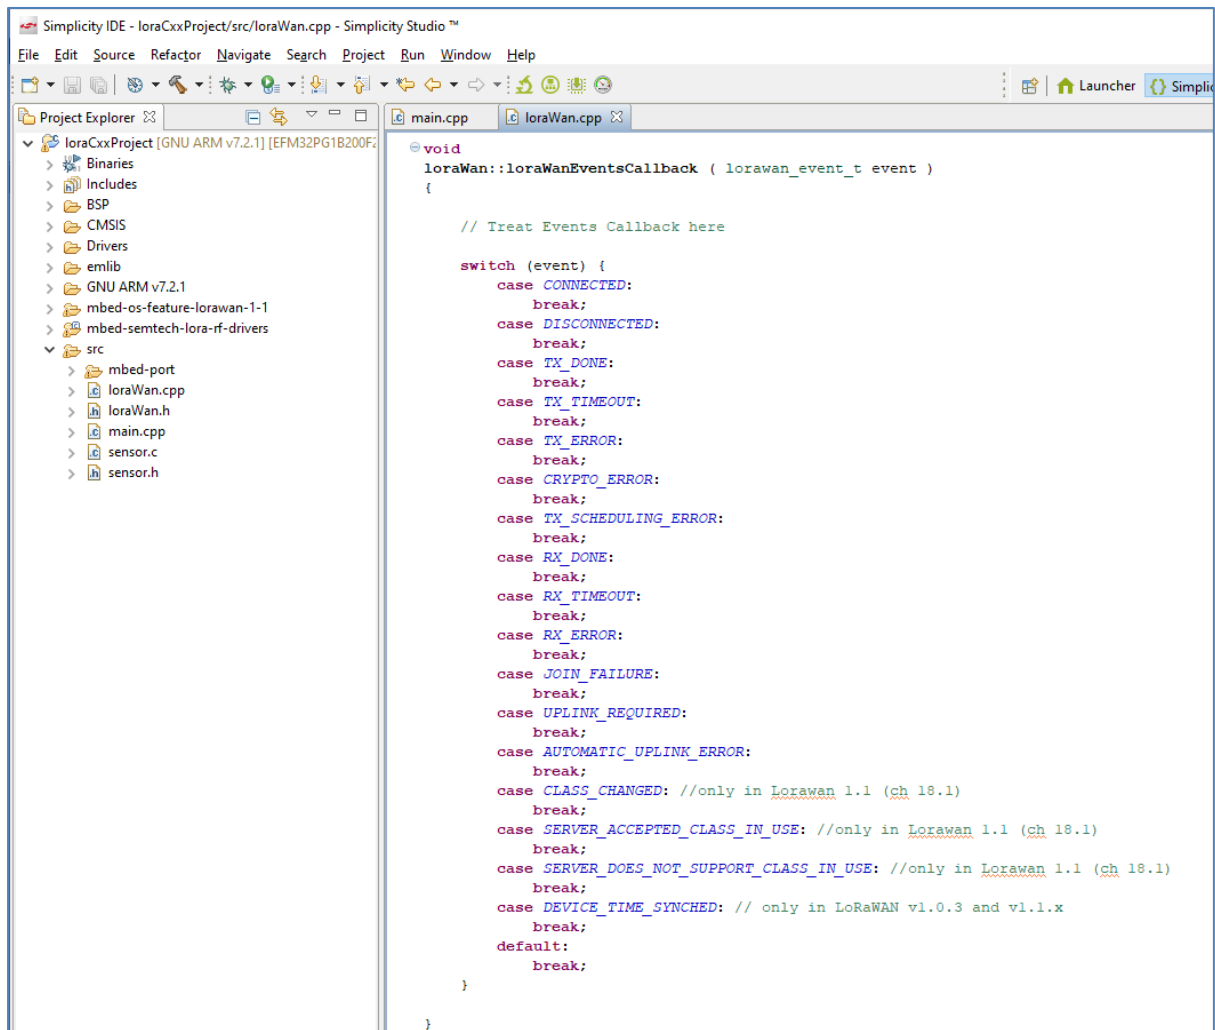 Simplicity IDE - loraCxxProject/src/loraWan.cpp - Simplicity Studio ™
File Edit Source Refactor Navigate Search Project Run Window Help
Launcher {} Simplic
Project Explorer
main.cpp loraWan.cpp
loraCxxProject [GNU ARM v7.2.1] [EFM32PG1B200F2
Binaries
Includes
BSP
CMSIS
Drivers
emlib
GNU ARM v7.2.1
mbed-os-feature-lorawan-1-1
mbed-semtech-lora-rf-drivers
src
mbed-port
loraWan.cpp
loraWan.h
main.cpp
sensor.c
sensor.h
void
loraWan::loraWanEventsCallback ( lorawan_event_t event )
{
// Treat Events Callback here
switch (event) {
case CONNECTED:
break;
case DISCONNECTED:
break;
case TX_DONE:
break;
case TX_TIMEOUT:
break;
case TX_ERROR:
break;
case CRYPTO_ERROR:
break;
case TX_SCHEDULING_ERROR:
break;
case RX_DONE:
break;
case RX_TIMEOUT:
break;
case RX_ERROR:
break;
case JOIN_FAILURE:
break;
case UPLINK_REQUIRED:
break;
case AUTOMATIC_UPLINK_ERROR:
break;
case CLASS_CHANGED: //only in Lorawan 1.1 (ch 18.1)
break;
case SERVER_ACCEPTED_CLASS_IN_USE: //only in Lorawan 1.1 (ch 18.1)
break;
case SERVER_DOES_NOT_SUPPORT_CLASS_IN_USE: //only in Lorawan 1.1 (ch 18.1)
break;
case DEVICE_TIME_SYNCHED: // only in LoRaWAN v1.0.3 and v1.1.x
break;
default:
break;
}
}